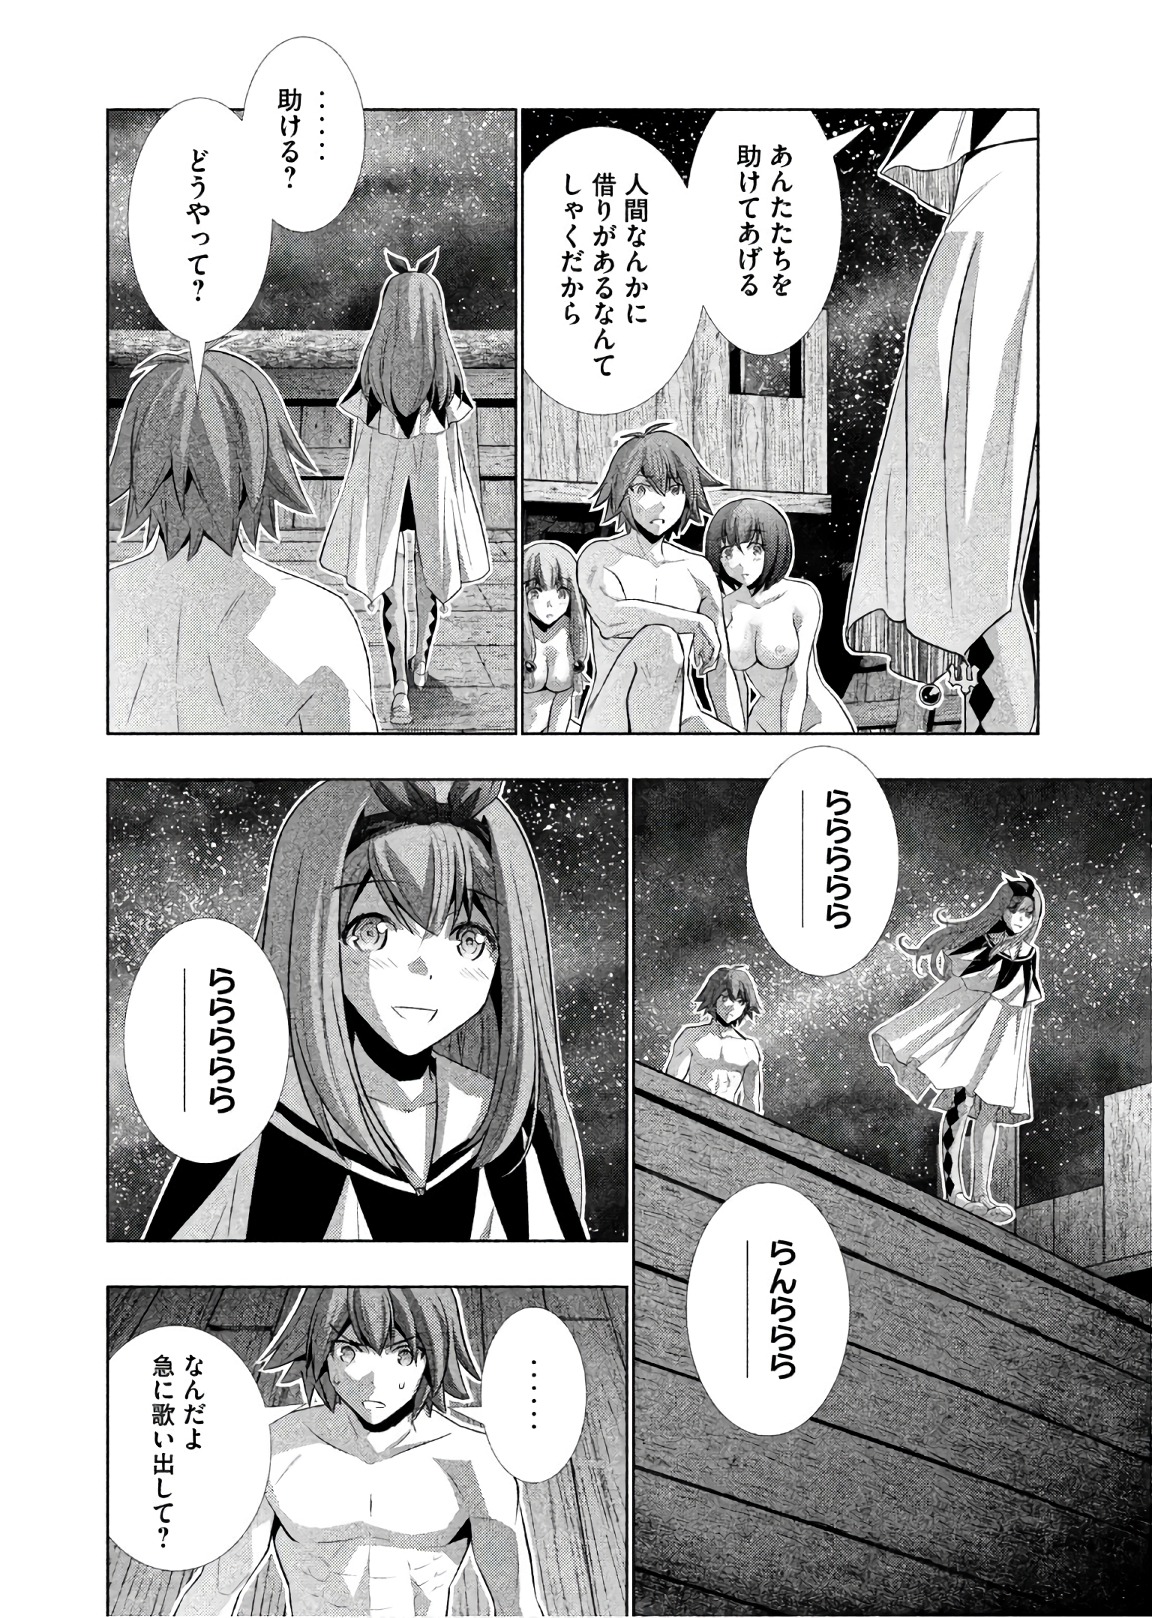 あんたたちを
助けてあげる
人間なんかに
借りがあるなんて
しゃくだから
・・・・・
助ける?
どうやって?
ららららら
らんららら
ららららら
・・・・・・
なんだよ
急に歌い出して?